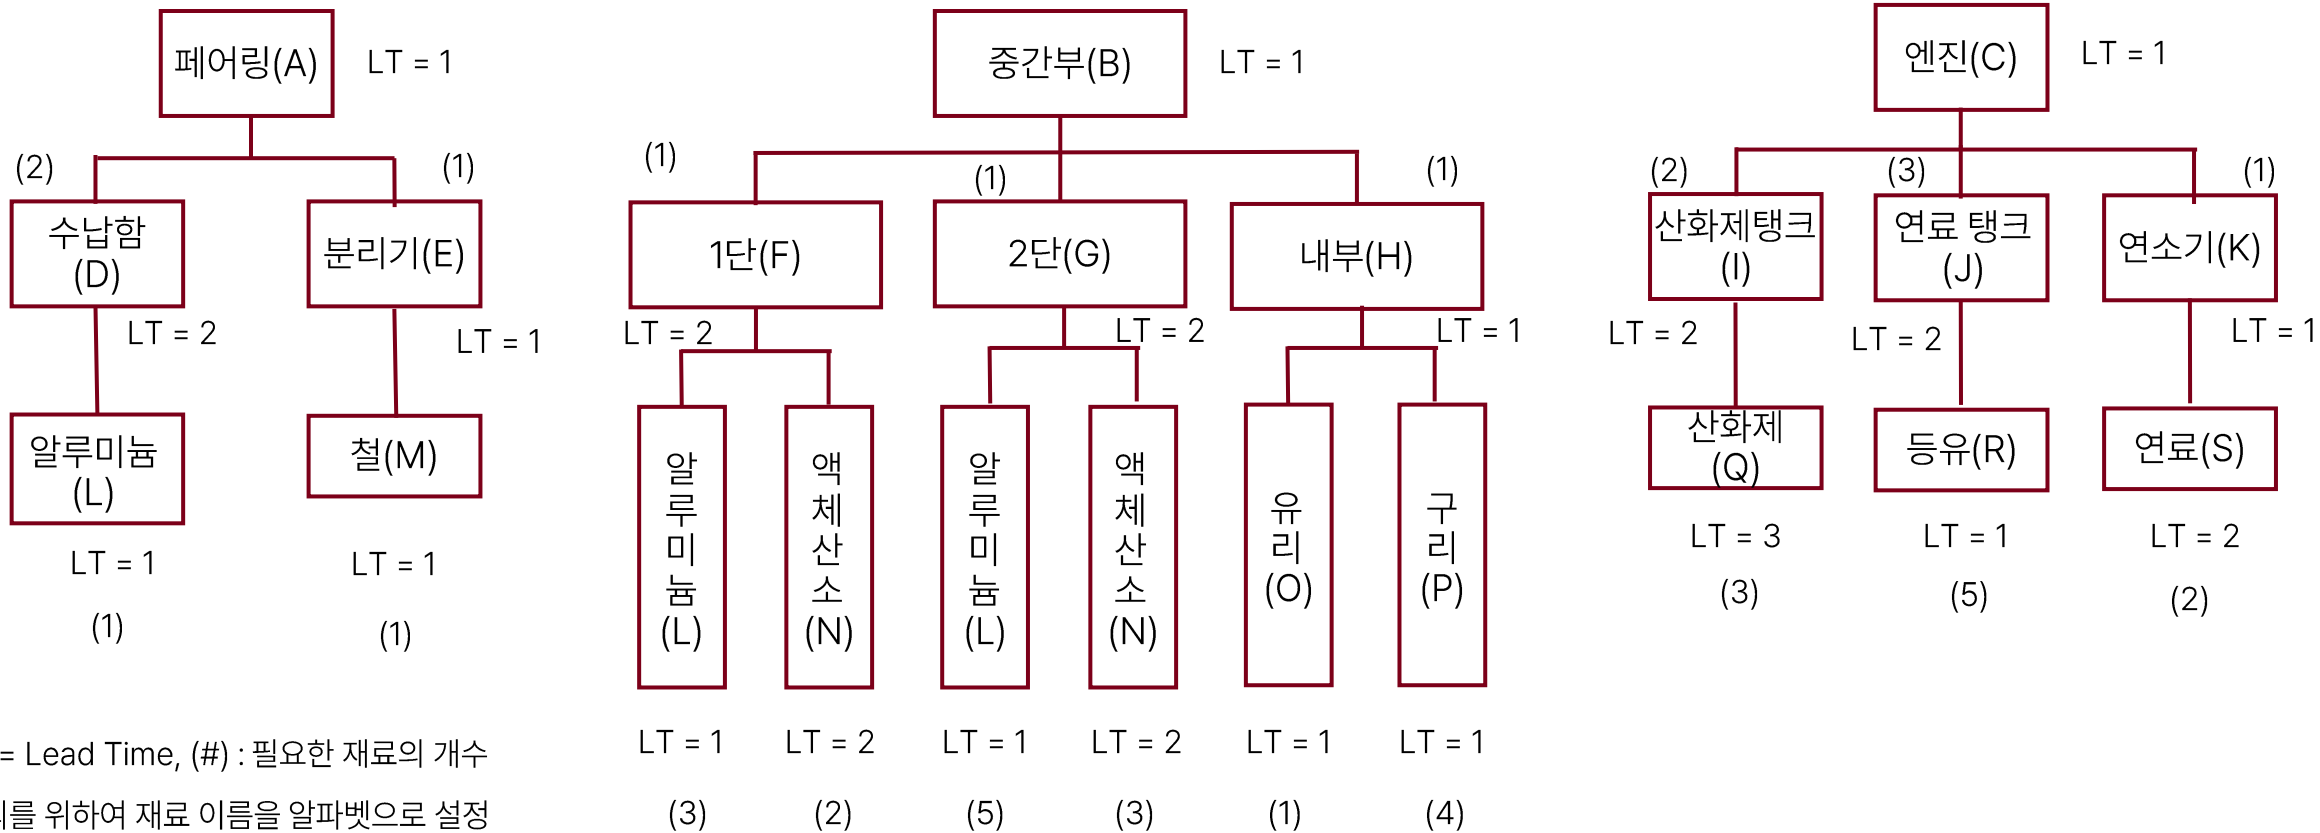 페어링(A)
LT = 1
중간부(B)
LT = 1
엔진(C)
LT = 1
(2)
(1)
(1)
(1)
(1)
(2)
(3)
(1)
수납함
(D)
분리기(E)
1단(F)
2단(G)
내부(H)
산화제탱크
(I)
연료 탱크
(J)
연소기(K)
LT = 2
LT = 1
LT = 2
LT = 2
LT = 1
LT = 2
LT = 2
LT = 1
알루미늄
(L)
철(M)
알
루
미
늄
(L)
액
체
산
소
(N)
알
루
미
늄
(L)
액
체
산
소
(N)
유
리
(O)
구
리
(P)
산화제
(Q)
등유(R)
연료(S)
LT = 1
LT = 1
LT = 3
LT = 1
LT = 2
(1)
(1)
(3)
(5)
(2)
LT = 1
LT = 2
LT = 1
LT = 2
LT = 1
LT = 1
(3)
(2)
(5)
(3)
(1)
(4)
= Lead Time, (#) : 필요한 재료의 개수
를 위하여 재료 이름을 알파벳으로 설정